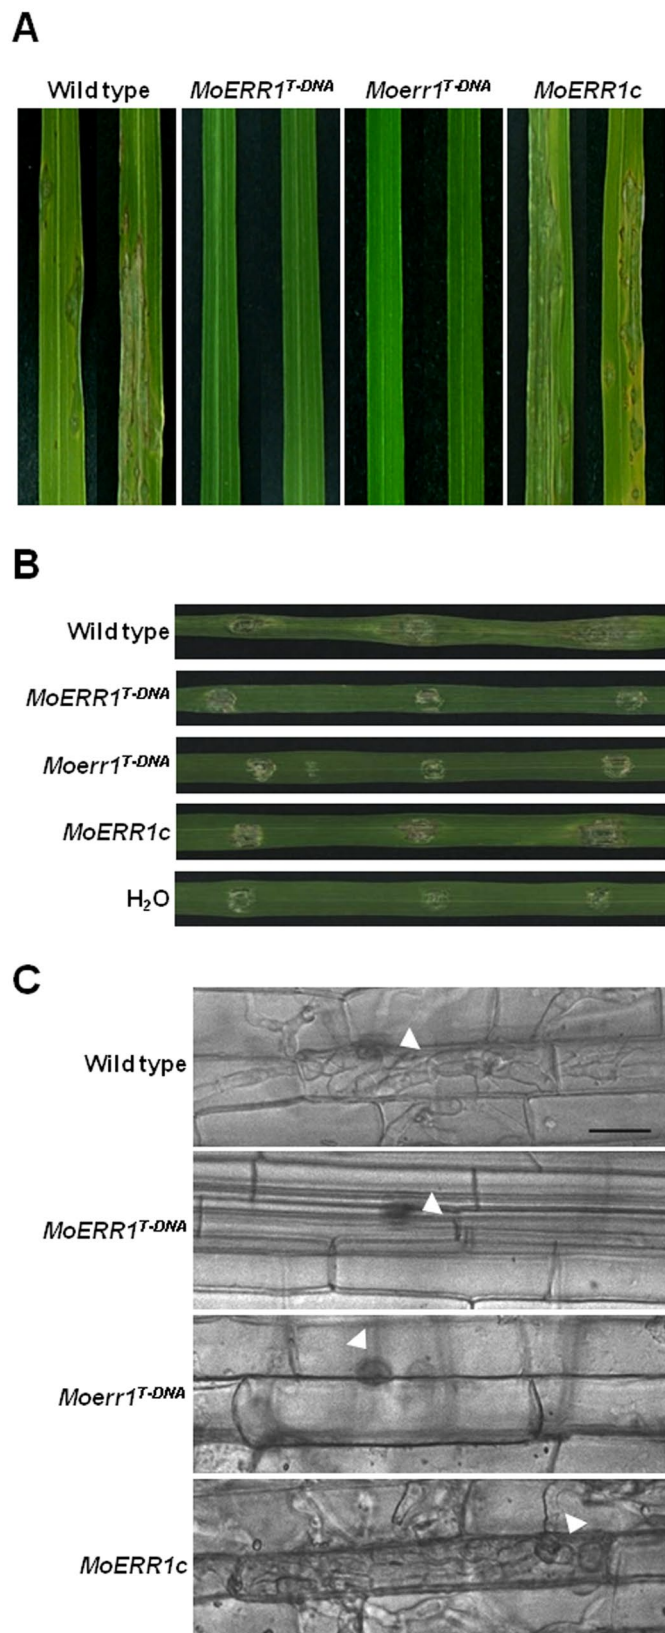 A
Wild type MoERR1T-DNA Moerr1T-DNA MoERR1c
B
Wild type
MoERR1T-DNA
Moerr1T-DNA
MoERR1c
H2O
C
Wild type
MoERR1T-DNA
Moerr1T-DNA
MoERR1c